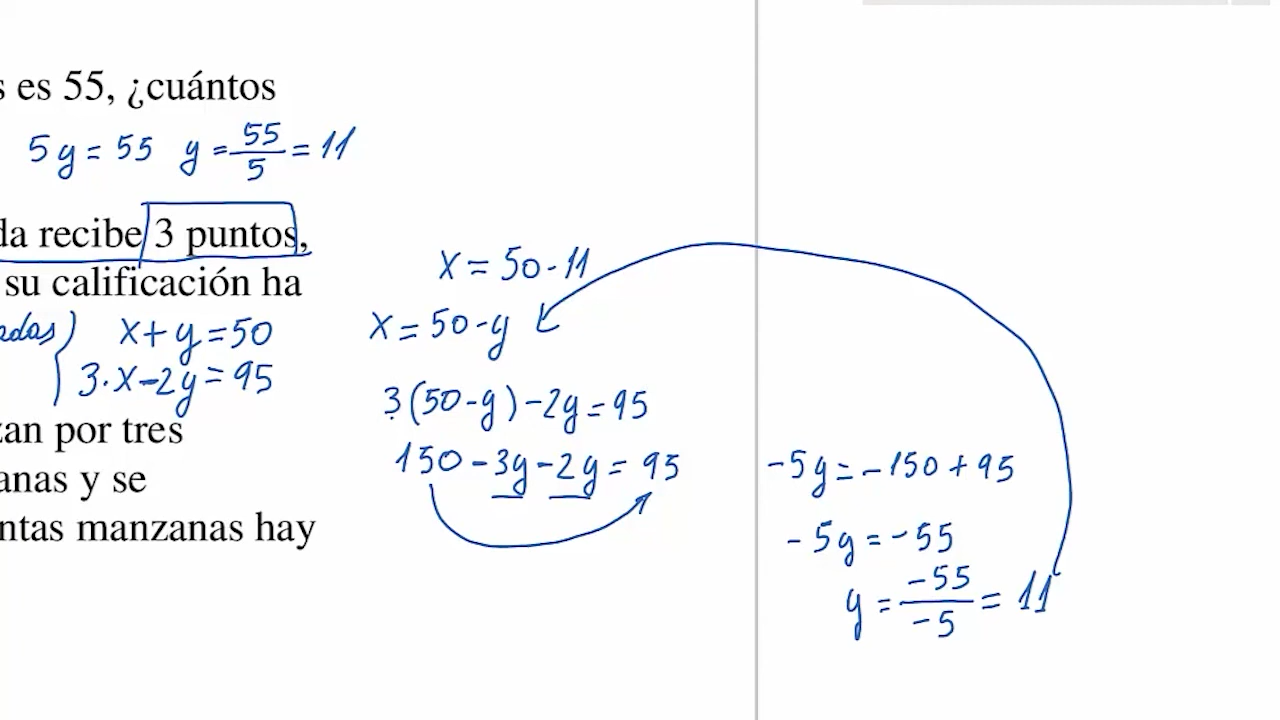 s es 55, ¿cuántos
5y = 55 y = 55/5 = 11
da recibe 3 puntos,
su calificación ha
x + y = 50
3·x - 2y = 95
zan por tres
anas y se
ntas manzanas hay
x = 50 - 11
x = 50 - y
3(50 - y) - 2y = 95
150 - 3y - 2y = 95
-5y = -150 + 95
-5y = -55
y = -55/-5 = 11